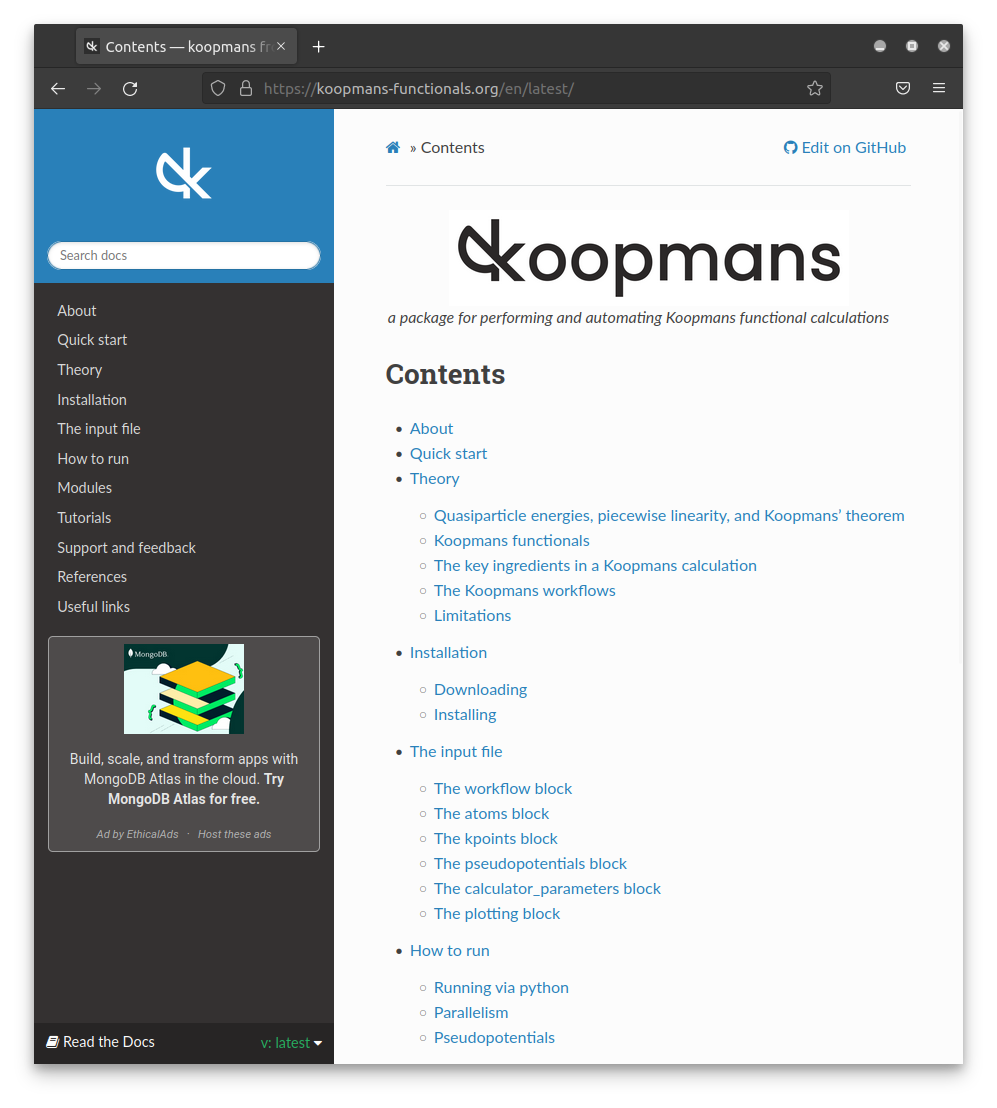 Contents — koopmans fr
https://koopmans-functionals.org/en/latest/
Search docs
About
Quick start
Theory
Installation
The input file
How to run
Modules
Tutorials
Support and feedback
References
Useful links
MongoDB
Build, scale, and transform apps with
MongoDB Atlas in the cloud. Try
MongoDB Atlas for free.
Ad by EthicalAds · Host these ads
Read the Docs
v: latest
» Contents
Edit on GitHub
koopmans
a package for performing and automating Koopmans functional calculations
Contents
• About
• Quick start
• Theory
○ Quasiparticle energies, piecewise linearity, and Koopmans’ theorem
○ Koopmans functionals
○ The key ingredients in a Koopmans calculation
○ The Koopmans workflows
○ Limitations
• Installation
○ Downloading
○ Installing
• The input file
○ The workflow block
○ The atoms block
○ The kpoints block
○ The pseudopotentials block
○ The calculator_parameters block
○ The plotting block
• How to run
○ Running via python
○ Parallelism
○ Pseudopotentials